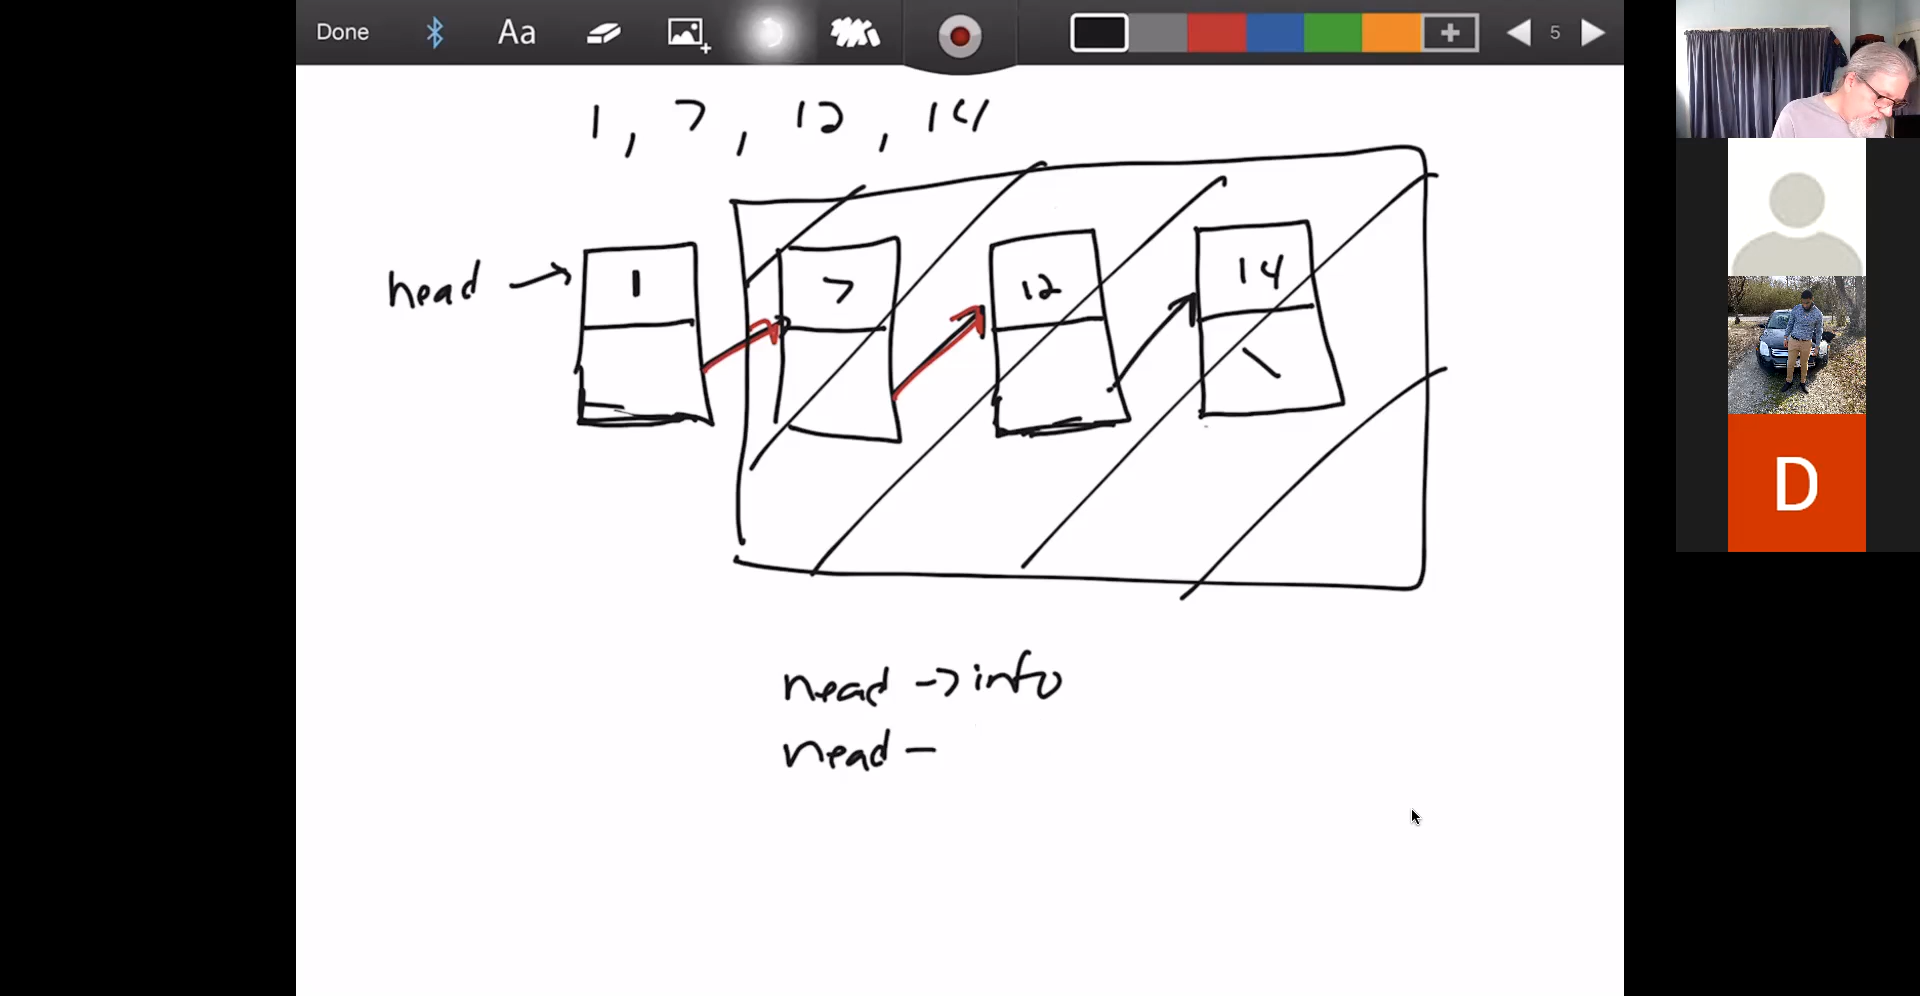 Done Aa 5
1, 7, 12, 14
head → 1 7 12 14
head -> info
head -
D